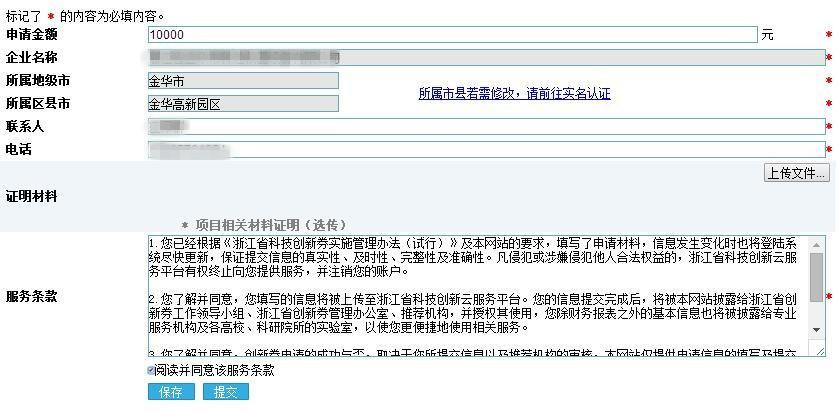 标记了 * 的内容为必填内容。
申请金额 10000 元 *
企业名称 *
所属地级市 金华市 *
所属市县若需修改，请前往实名认证
所属区县市 金华高新园区 *
联系人 *
电话 *
上传文件...
证明材料
* 项目相关材料证明（选传）
1.您已经根据《浙江省科技创新券实施管理办法（试行）》及本网站的要求，填写了申请材料，信息发生变化时也将登陆系
统尽快更新，保证提交信息的真实性、及时性、完整性及准确性。凡侵犯或涉嫌侵犯他人合法权益的，浙江省科技创新云服
务平台有权终止向您提供服务，并注销您的账户。
2.您了解并同意，您填写的信息将被上传至浙江省科技创新云服务平台。您的信息提交完成后，将被本网站披露给浙江省创
服务条款 *
新券工作领导小组、浙江省创新券管理办公室、推荐机构，并授权其使用，您除财务报表之外的基本信息也将被披露给专业
服务机构及各高校、科研院所的实验室，以使您更便捷地使用相关服务。
3.您了解并同意，创新券申请的成功与否，取决于您所提交信息以及推荐机构的审核，本网站仅提供申请信息的填写及提交
阅读并同意该服务条款
保存 提交